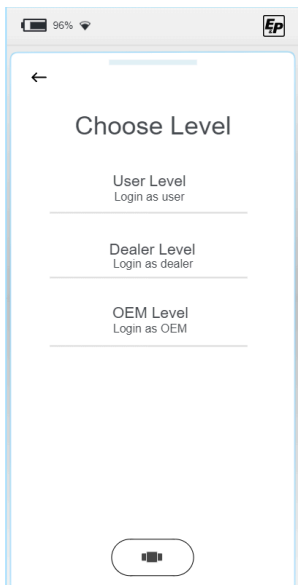 96% EP
Choose Level
User Level
Login as user
Dealer Level
Login as dealer
OEM Level
Login as OEM